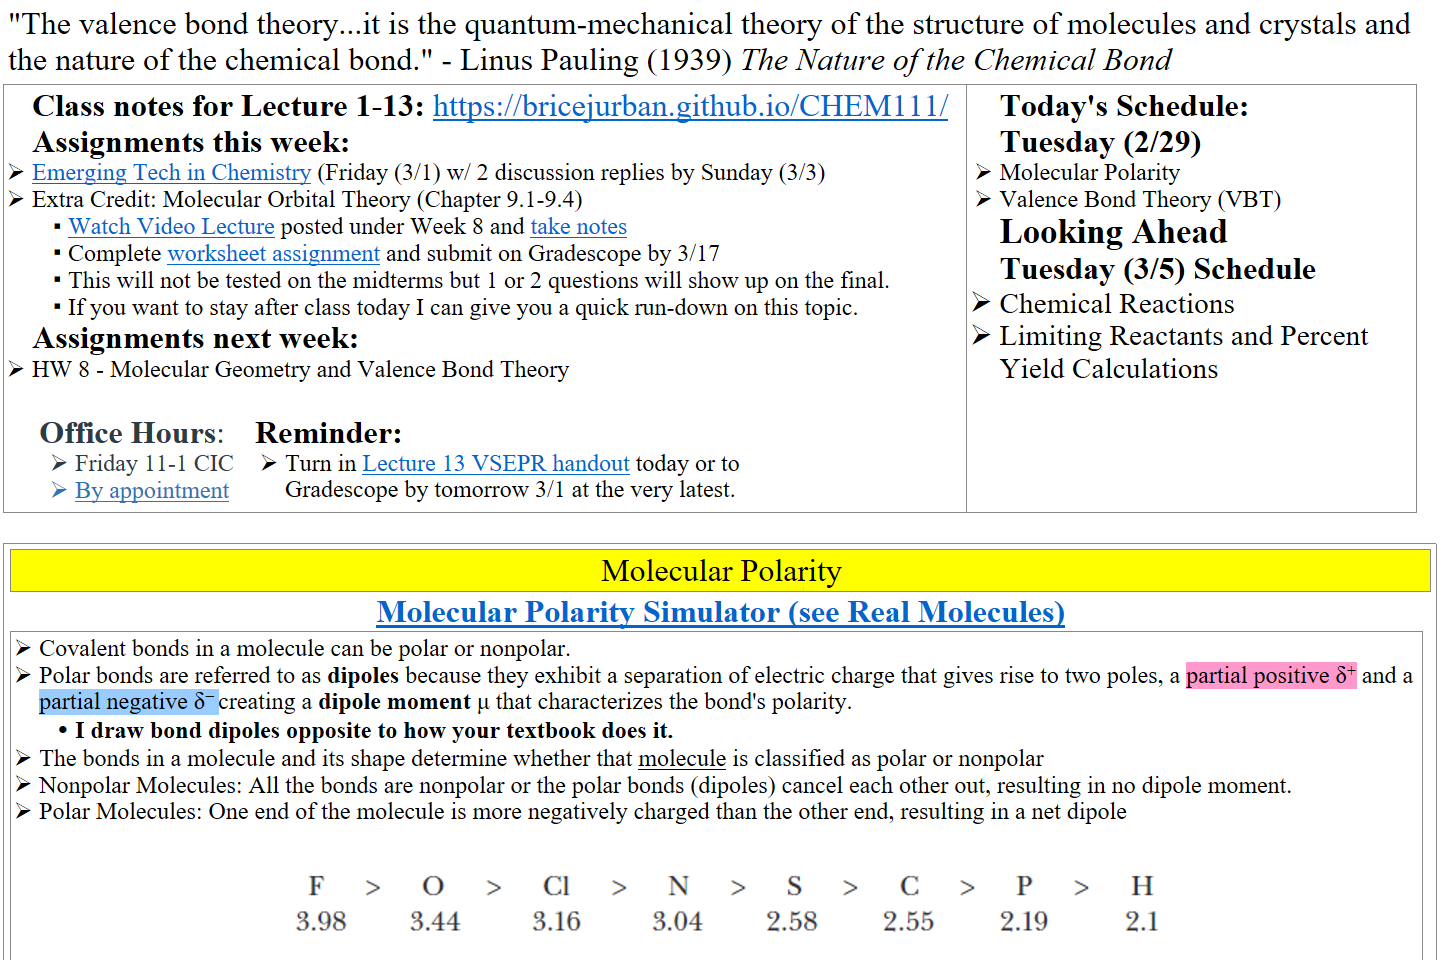 "The valence bond theory...it is the quantum-mechanical theory of the structure of molecules and crystals and
the nature of the chemical bond." - Linus Pauling (1939) The Nature of the Chemical Bond
Class notes for Lecture 1-13: https://bricejurban.github.io/CHEM111/
Assignments this week:
➢ Emerging Tech in Chemistry (Friday (3/1) w/ 2 discussion replies by Sunday (3/3)
➢ Extra Credit: Molecular Orbital Theory (Chapter 9.1-9.4)
▪ Watch Video Lecture posted under Week 8 and take notes
▪ Complete worksheet assignment and submit on Gradescope by 3/17
▪ This will not be tested on the midterms but 1 or 2 questions will show up on the final.
▪ If you want to stay after class today I can give you a quick run-down on this topic.
Assignments next week:
➢ HW 8 - Molecular Geometry and Valence Bond Theory
Office Hours:
➢ Friday 11-1 CIC
➢ By appointment
Reminder:
➢ Turn in Lecture 13 VSEPR handout today or to
Gradescope by tomorrow 3/1 at the very latest.
Today's Schedule:
Tuesday (2/29)
➢ Molecular Polarity
➢ Valence Bond Theory (VBT)
Looking Ahead
Tuesday (3/5) Schedule
➢ Chemical Reactions
➢ Limiting Reactants and Percent
Yield Calculations
Molecular Polarity
Molecular Polarity Simulator (see Real Molecules)
➢ Covalent bonds in a molecule can be polar or nonpolar.
➢ Polar bonds are referred to as dipoles because they exhibit a separation of electric charge that gives rise to two poles, a partial positive δ⁺ and a
partial negative δ⁻ creating a dipole moment μ that characterizes the bond's polarity.
• I draw bond dipoles opposite to how your textbook does it.
➢ The bonds in a molecule and its shape determine whether that molecule is classified as polar or nonpolar
➢ Nonpolar Molecules: All the bonds are nonpolar or the polar bonds (dipoles) cancel each other out, resulting in no dipole moment.
➢ Polar Molecules: One end of the molecule is more negatively charged than the other end, resulting in a net dipole
F > O > Cl > N > S > C > P > H
3.98 3.44 3.16 3.04 2.58 2.55 2.19 2.1